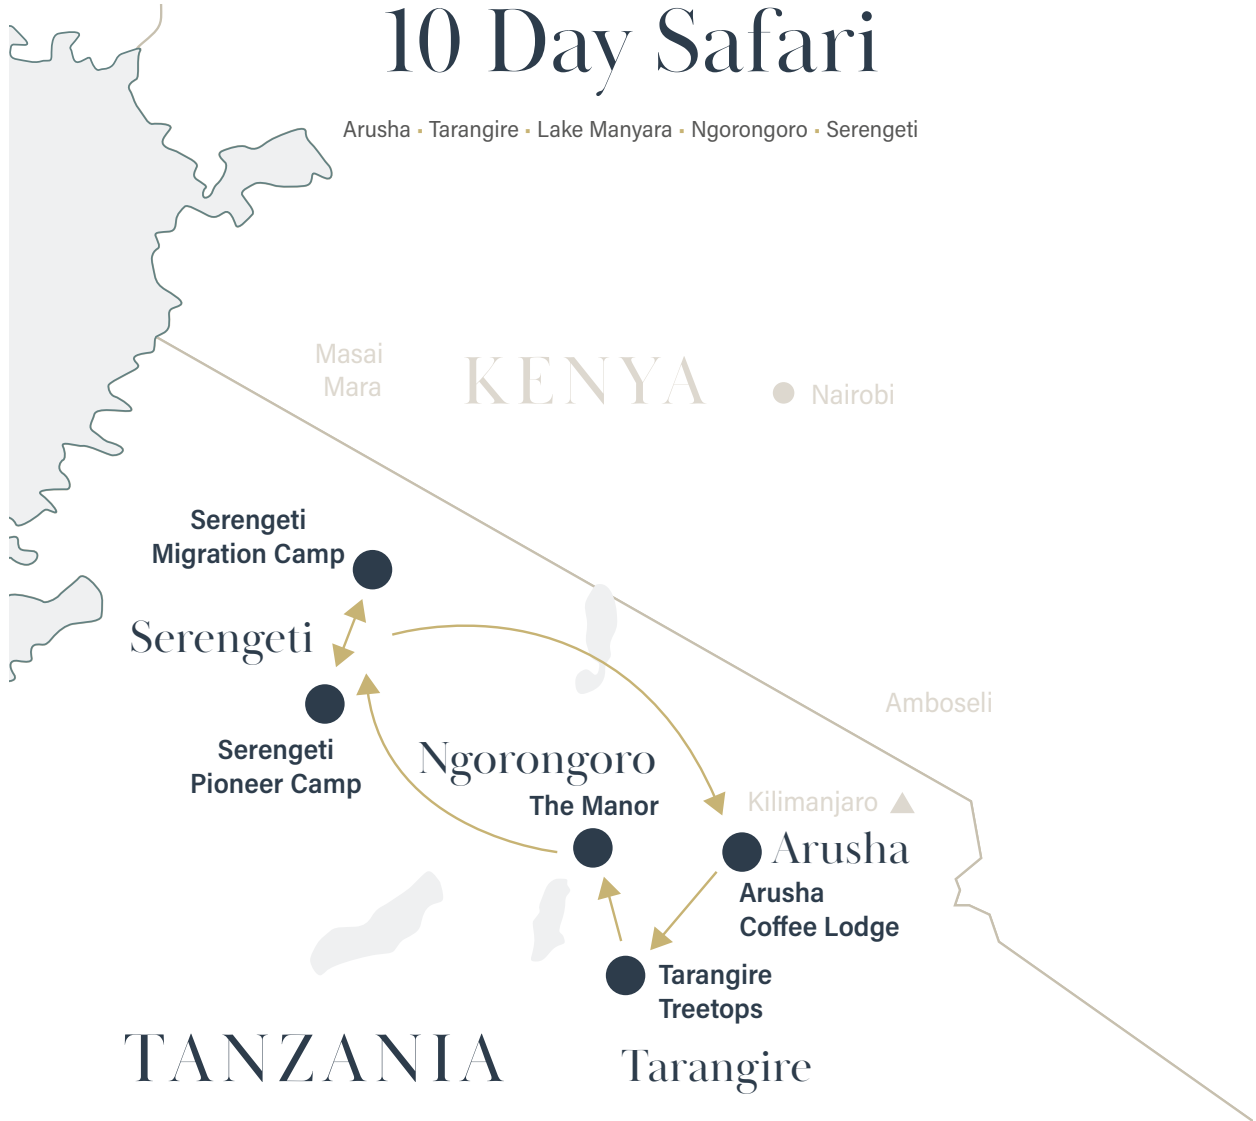 10 Day Safari
Arusha · Tarangire · Lake Manyara · Ngorongoro · Serengeti
Masai
Mara
KENYA
Nairobi
Serengeti
Migration Camp
Serengeti
Serengeti
Pioneer Camp
Amboseli
Ngorongoro
The Manor
Kilimanjaro
Arusha
Arusha
Coffee Lodge
Tarangire
Treetops
TANZANIA
Tarangire